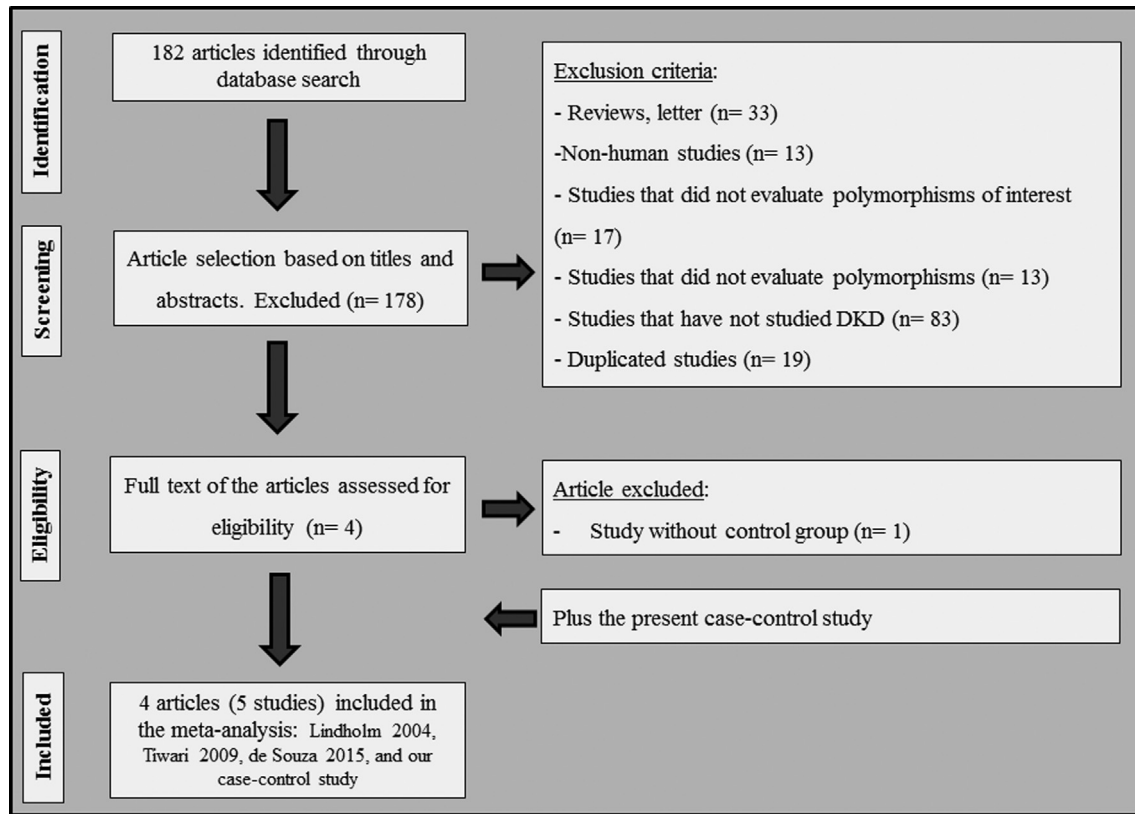 Identification
182 articles identified through
database search
Exclusion criteria:
- Reviews, letter (n= 33)
-Non-human studies (n= 13)
- Studies that did not evaluate polymorphisms of interest
(n= 17)
- Studies that did not evaluate polymorphisms (n= 13)
- Studies that have not studied DKD (n= 83)
- Duplicated studies (n= 19)
Screening
Article selection based on titles and
abstracts. Excluded (n= 178)
Eligibility
Full text of the articles assessed for
eligibility (n= 4)
Article excluded:
- Study without control group (n= 1)
Plus the present case-control study
Included
4 articles (5 studies) included in
the meta-analysis: Lindholm 2004,
Tiwari 2009, de Souza 2015, and our
case-control study